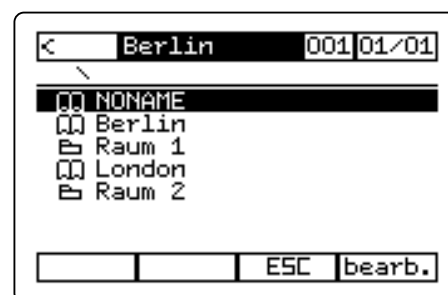 < Berlin 001 01/01
\
NONAME
Berlin
Raum 1
London
Raum 2
ESC bearb.